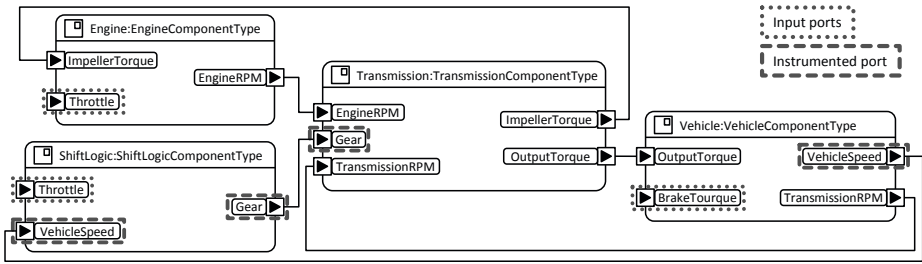 Engine:EngineComponentType
ImpellerTorque
EngineRPM
Throttle
ShiftLogic:ShiftLogicComponentType
Throttle
Gear
VehicleSpeed
Transmission:TransmissionComponentType
EngineRPM
Gear
TransmissionRPM
ImpellerTorque
OutputTorque
Vehicle:VehicleComponentType
OutputTorque
VehicleSpeed
BrakeTourque
TransmissionRPM
Input ports
Instrumented port